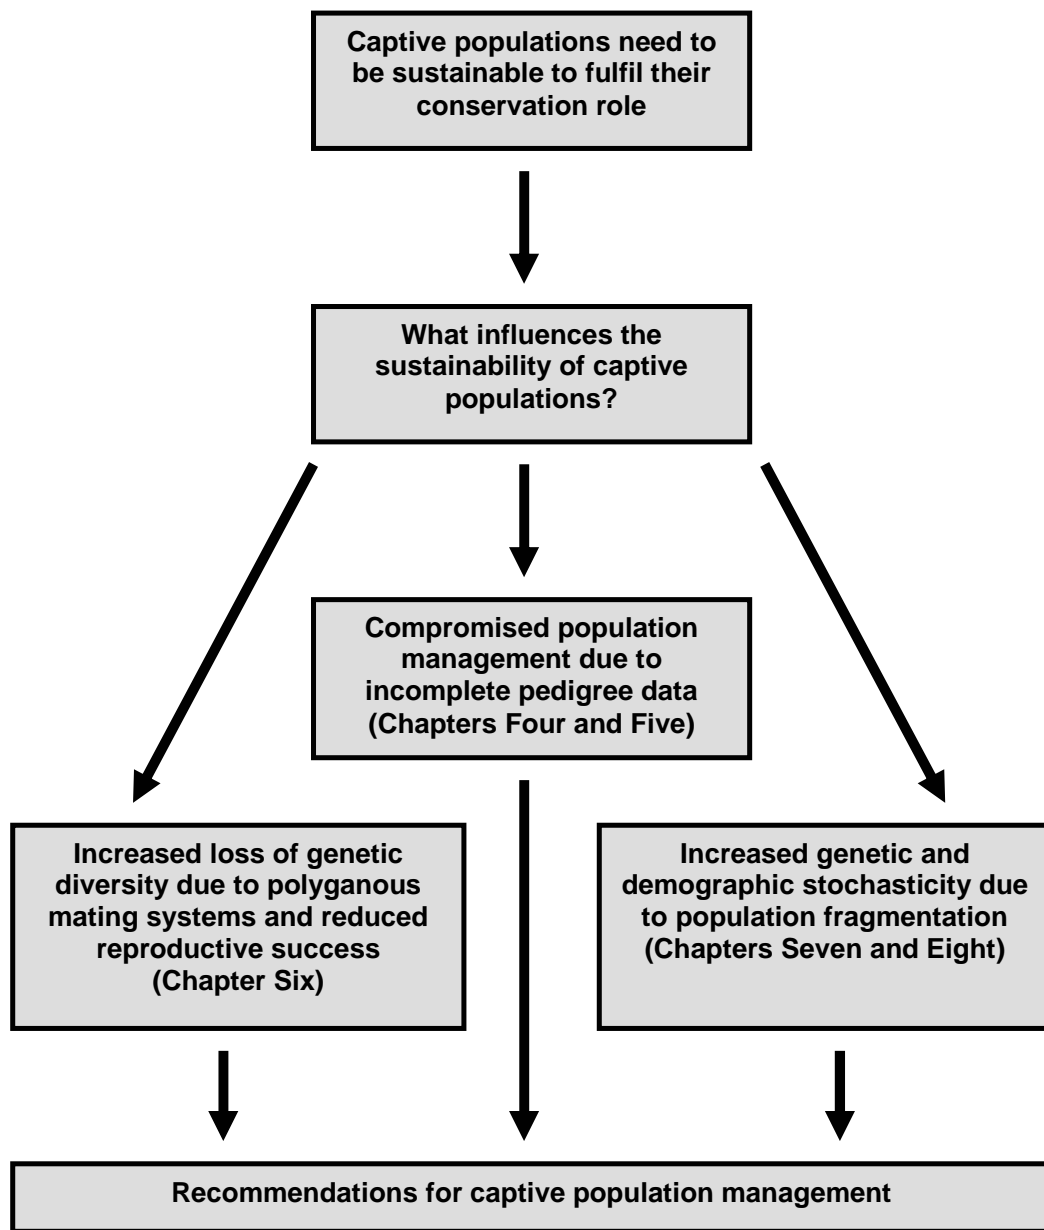 Captive populations need to
be sustainable to fulfil their
conservation role
What influences the
sustainability of captive
populations?
Compromised population
management due to
incomplete pedigree data
(Chapters Four and Five)
Increased loss of genetic
diversity due to polyganous
mating systems and reduced
reproductive success
(Chapter Six)
Increased genetic and
demographic stochasticity due
to population fragmentation
(Chapters Seven and Eight)
Recommendations for captive population management